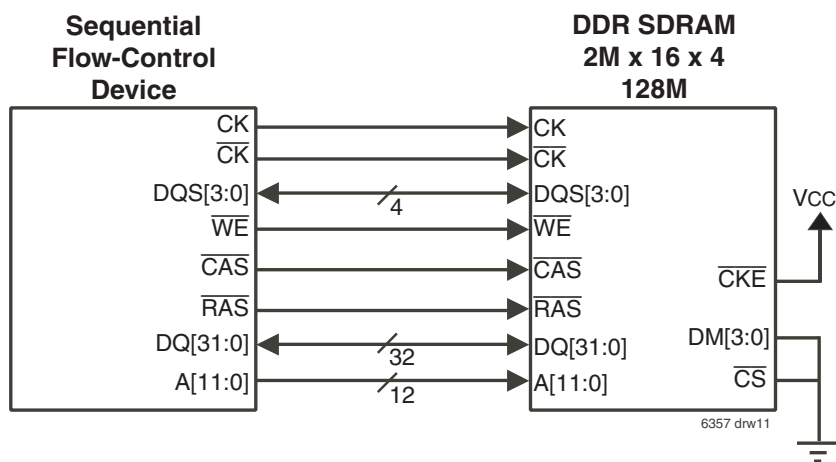 Sequential
Flow-Control
Device
DDR SDRAM
2M x 16 x 4
128M
CK
CK
CK
CK
DQS[3:0]
4
DQS[3:0]
WE
WE
CAS
CAS
RAS
RAS
DQ[31:0]
32
DQ[31:0]
A[11:0]
12
A[11:0]
VCC
CKE
DM[3:0]
CS
6357 drw11